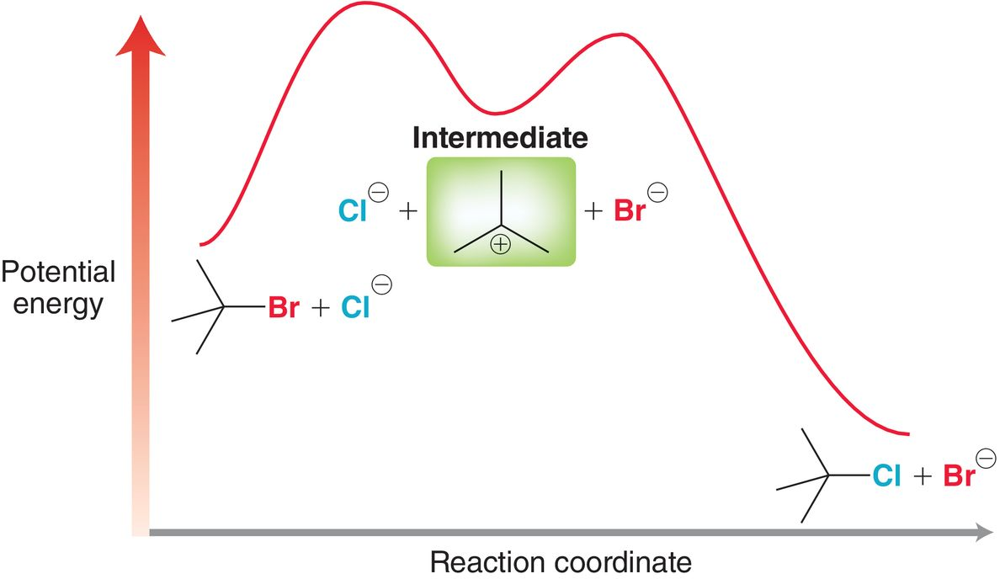 Intermediate
Cl⊖ + ⊕ + Br⊖
Potential
energy
Br + Cl⊖
Cl + Br⊖
Reaction coordinate